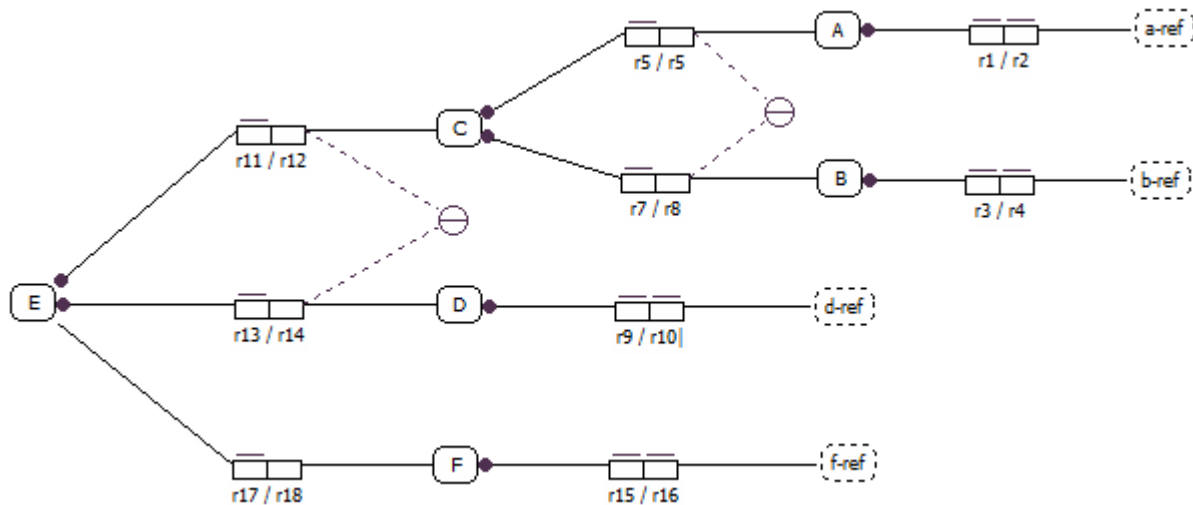 A
a-ref
r5 / r5
r1 / r2
C
r11 / r12
B
b-ref
r7 / r8
r3 / r4
E
D
d-ref
r13 / r14
r9 / r10|
F
f-ref
r17 / r18
r15 / r16